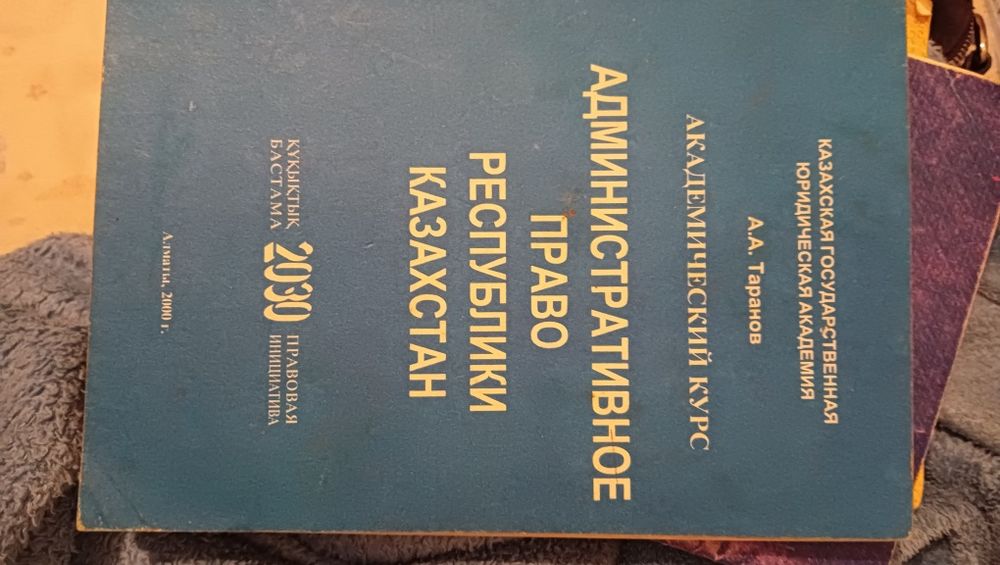 КАЗАХСКАЯ ГОСУДАРСТВЕННАЯ
ЮРИДИЧЕСКАЯ АКАДЕМИЯ
А.А. Таранов
АКАДЕМИЧЕСКИЙ КУРС
АДМИНИСТРАТИВНОЕ
ПРАВО
РЕСПУБЛИКИ
КАЗАХСТАН
ҚҰҚЫҚТЫҚ
БАСТАМА
2030
ПРАВОВАЯ
ИНИЦИАТИВА
Алматы, 2000 г.